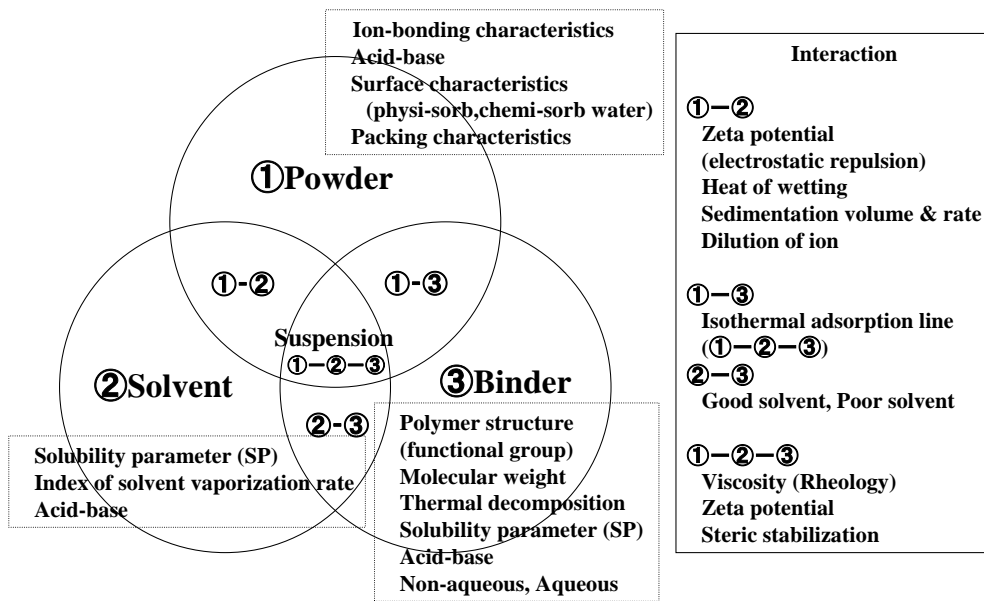 Ion-bonding characteristics
Acid-base
Surface characteristics
(physi-sorb,chemi-sorb water)
Packing characteristics
①Powder
①-②
①-③
Suspension
①－②－③
②Solvent
③Binder
②-③
Solubility parameter (SP)
Index of solvent vaporization rate
Acid-base
Polymer structure
(functional group)
Molecular weight
Thermal decomposition
Solubility parameter (SP)
Acid-base
Non-aqueous, Aqueous
Interaction
①－②
Zeta potential
(electrostatic repulsion)
Heat of wetting
Sedimentation volume & rate
Dilution of ion
①－③
Isothermal adsorption line
(①－②－③)
②－③
Good solvent, Poor solvent
①－②－③
Viscosity (Rheology)
Zeta potential
Steric stabilization